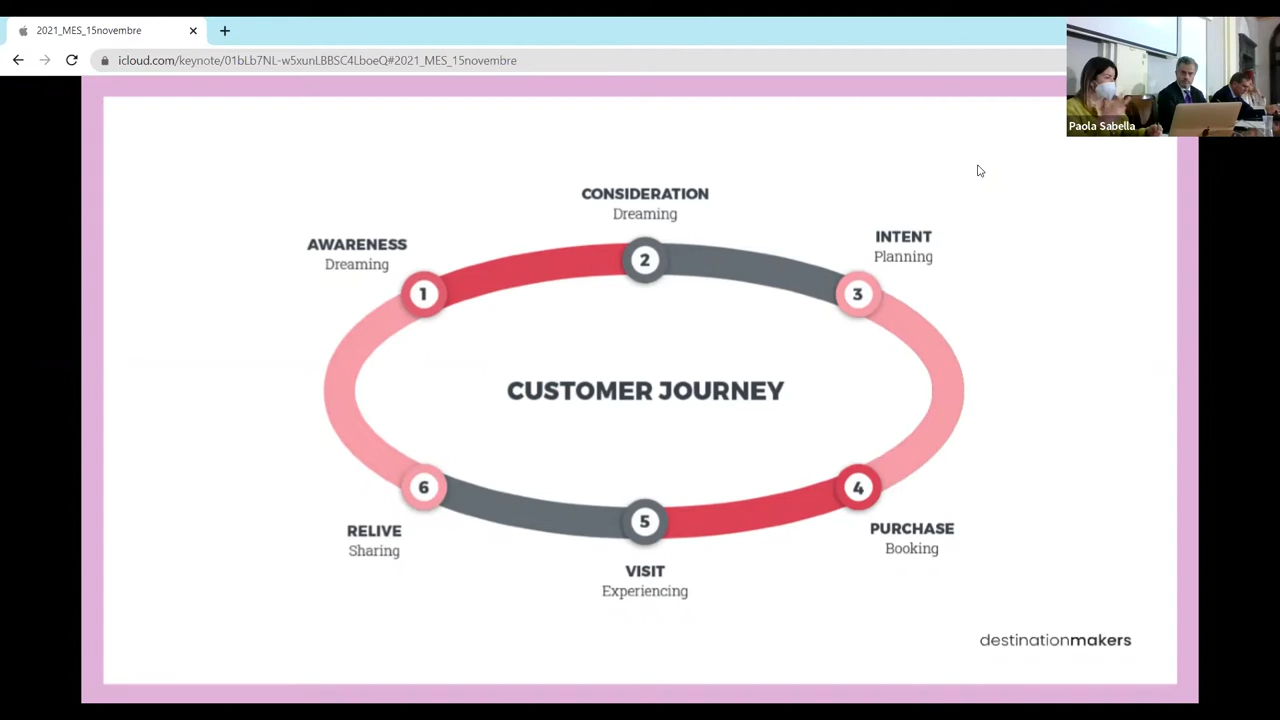 2021_MES_15novembre
icloud.com/keynote/01bLb7NL-w5xunLBBSC4LboeQ#2021_MES_15novembre
Paola Sabella
CONSIDERATION
Dreaming
AWARENESS
Dreaming
INTENT
Planning
2
1
3
CUSTOMER JOURNEY
6
4
5
RELIVE
Sharing
PURCHASE
Booking
VISIT
Experiencing
destinationmakers